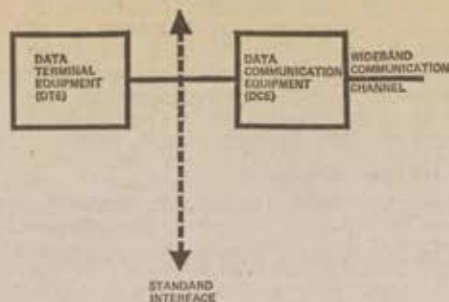 DATA
TERMINAL
EQUIPMENT
(DTE)
DATA
COMMUNICATION
EQUIPMENT
(DCE)
WIDEBAND
COMMUNICATION
CHANNEL
STANDARD
INTERFACE